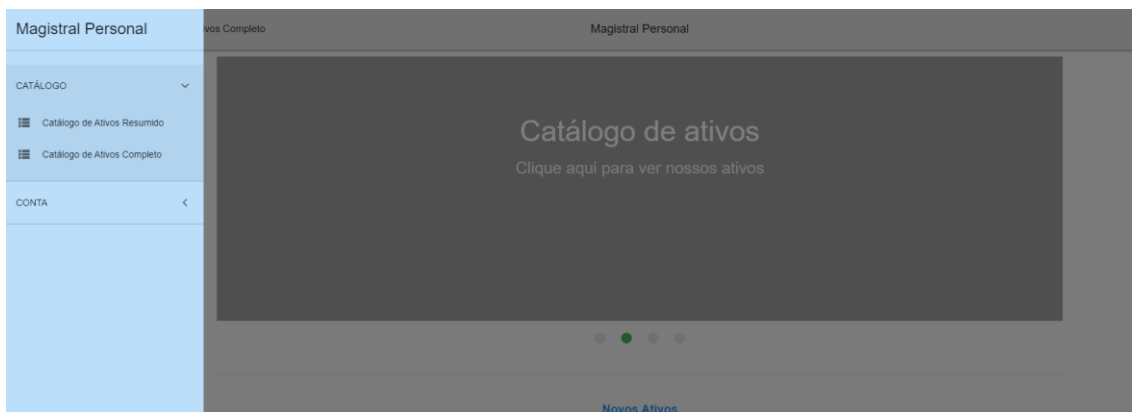 Magistral Personal
CATÁLOGO
Catálogo de Ativos Resumido
Catálogo de Ativos Completo
CONTA
Completo
Magistral Personal
Catálogo de ativos
Clique aqui para ver nossos ativos
Novos Ativos